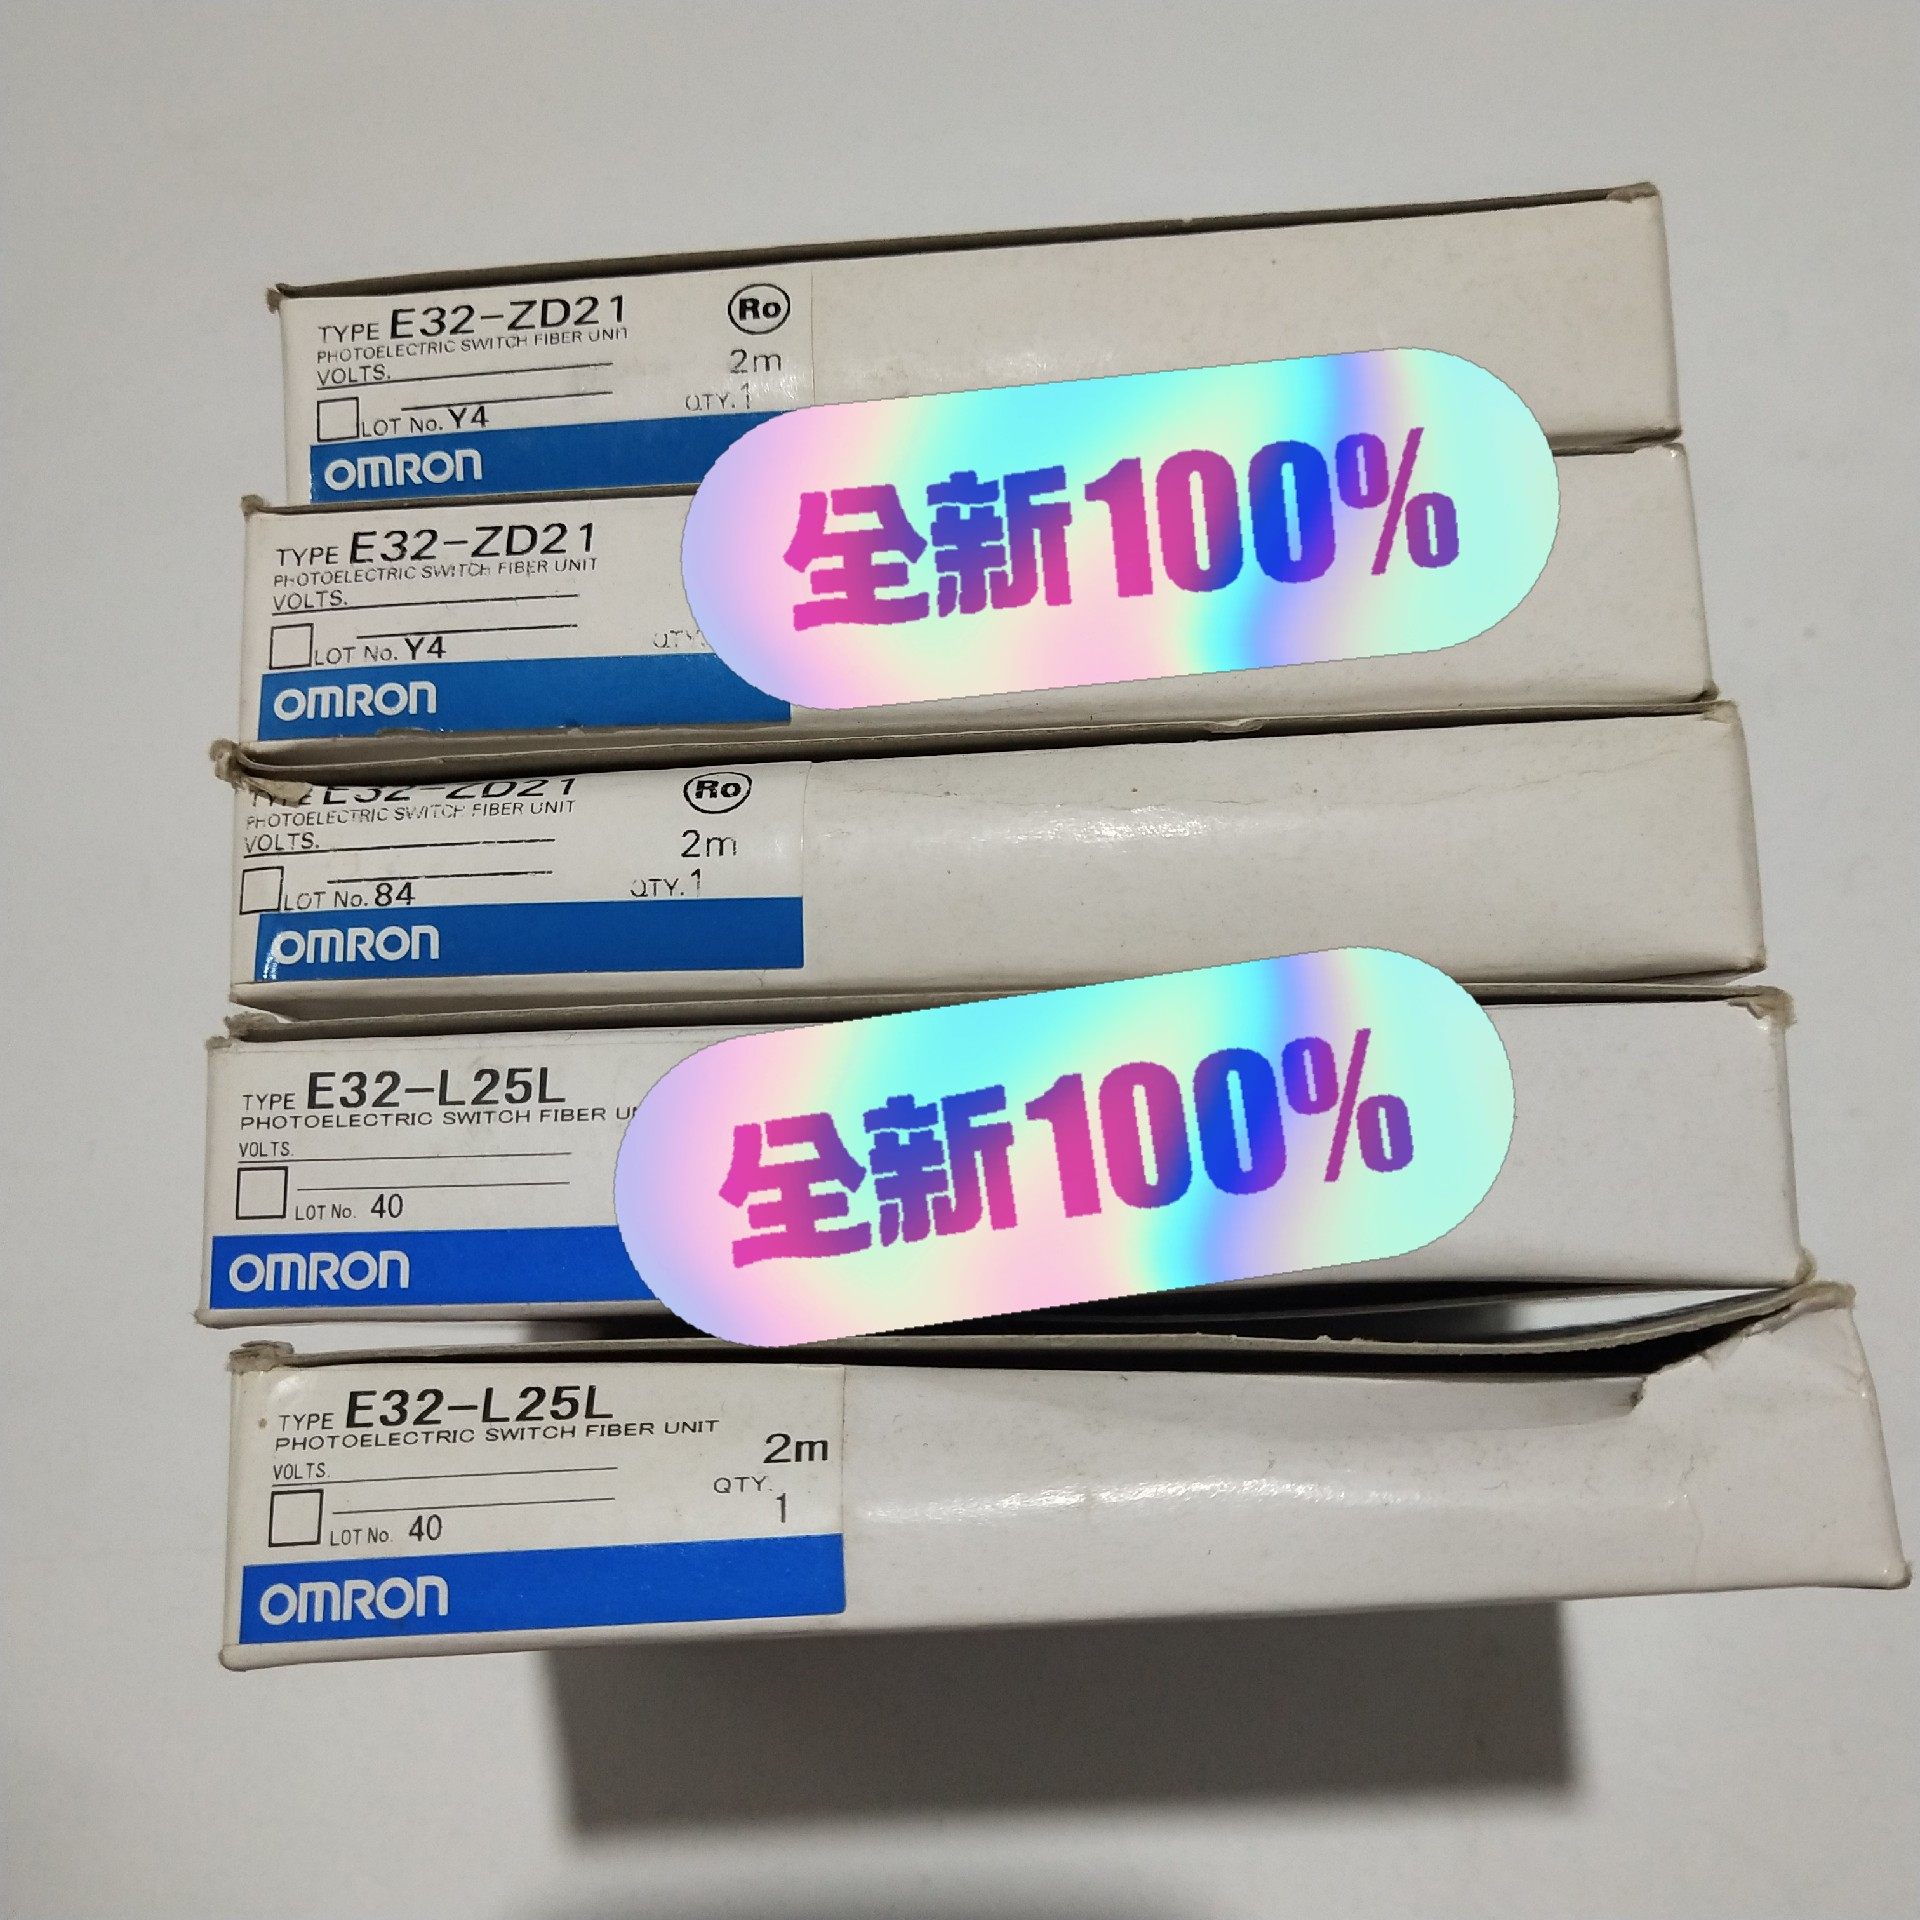 TYPE E32-ZD21
Ro
PHOTOELECTRIC SWITCH FIBER UNIT
VOLTS.
2m
LOT No. Y4
QTY. 1
OMRON
TYPE E32-ZD21
PHOTOELECTRIC SWITCH FIBER UNIT
VOLTS.
LOT No. Y4
QTY.
OMRON
全新100%
TYPE E32-ZD21
Ro
PHOTOELECTRIC SWITCH FIBER UNIT
VOLTS.
2m
LOT No. 84
QTY. 1
OMRON
TYPE E32-L25L
PHOTOELECTRIC SWITCH FIBER
VOLTS.
LOT No. 40
OMRON
全新100%
TYPE E32-L25L
PHOTOELECTRIC SWITCH FIBER UNIT
2m
VOLTS.
QTY.
1
LOT No. 40
OMRON